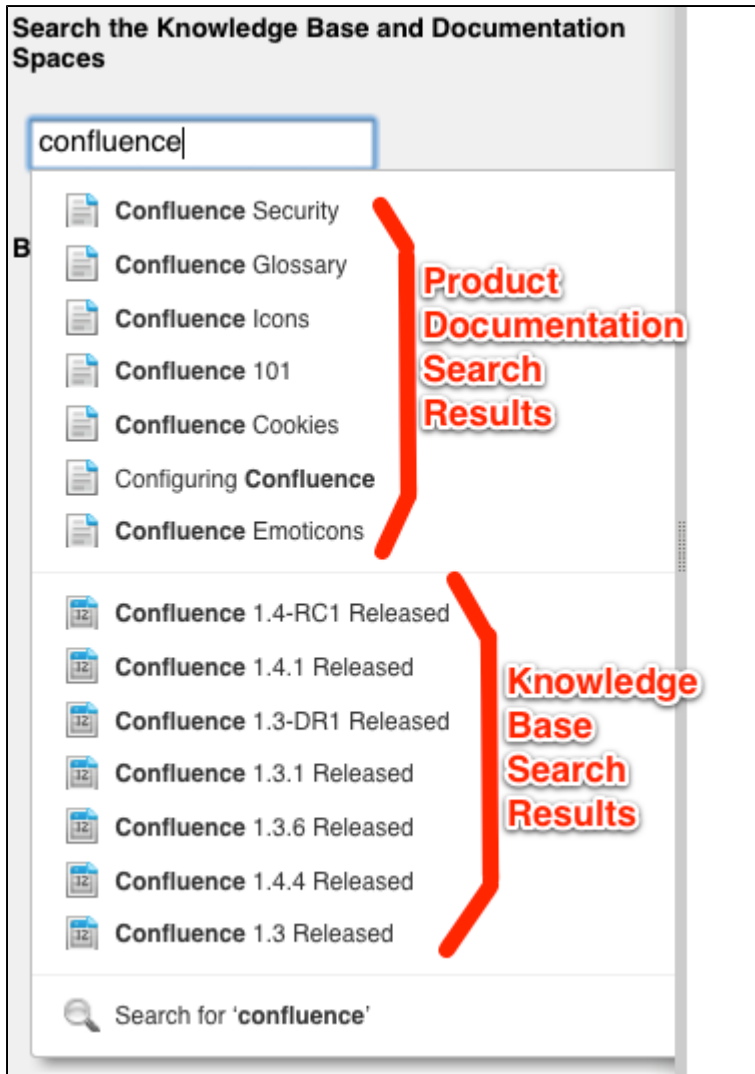 Search the Knowledge Base and Documentation
Spaces
confluence
B
Confluence Security
Confluence Glossary
Confluence Icons
Confluence 101
Confluence Cookies
Configuring Confluence
Confluence Emoticons
Product
Documentation
Search
Results
Confluence 1.4-RC1 Released
Confluence 1.4.1 Released
Confluence 1.3-DR1 Released
Confluence 1.3.1 Released
Confluence 1.3.6 Released
Confluence 1.4.4 Released
Confluence 1.3 Released
Knowledge
Base
Search
Results
Search for ‘confluence’